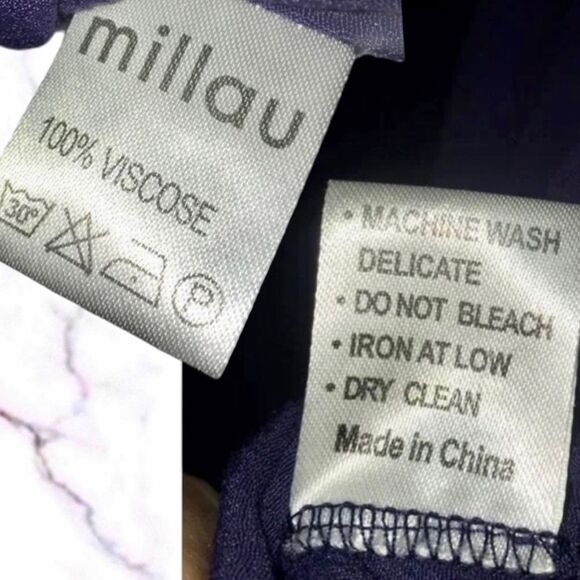 millau
100% VISCOSE
30° P
• MACHINE WASH
DELICATE
• DO NOT BLEACH
• IRON AT LOW
• DRY CLEAN
Made in China